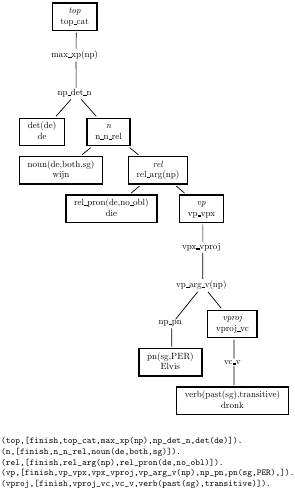 top
top_cat
max_xp(np)
np_det_n
det(de)
de
n
n_n_rel
noun(de,both,sg)
wijn
rel
rel_arg(np)
rel_pron(de,no_obl)
die
vp
vp_vpx
vpx_vproj
vp_arg_v(np)
np_pn
vproj
vproj_vc
pn(sg,PER)
Elvis
vc_v
verb(past(sg),transitive)
dronk
(top,[finish,top_cat,max_xp(np),np_det_n,det(de)]).
(n,[finish,n_n_rel,noun(de,both,sg)]).
(rel,[finish,rel_arg(np),rel_pron(de,no_obl)]).
(vp,[finish,vp_vpx,vpx_vproj,vp_arg_v(np),np_pn,pn(sg,PER),]).
(vproj,[finish,vproj_vc,vc_v,verb(past(sg),transitive)]).